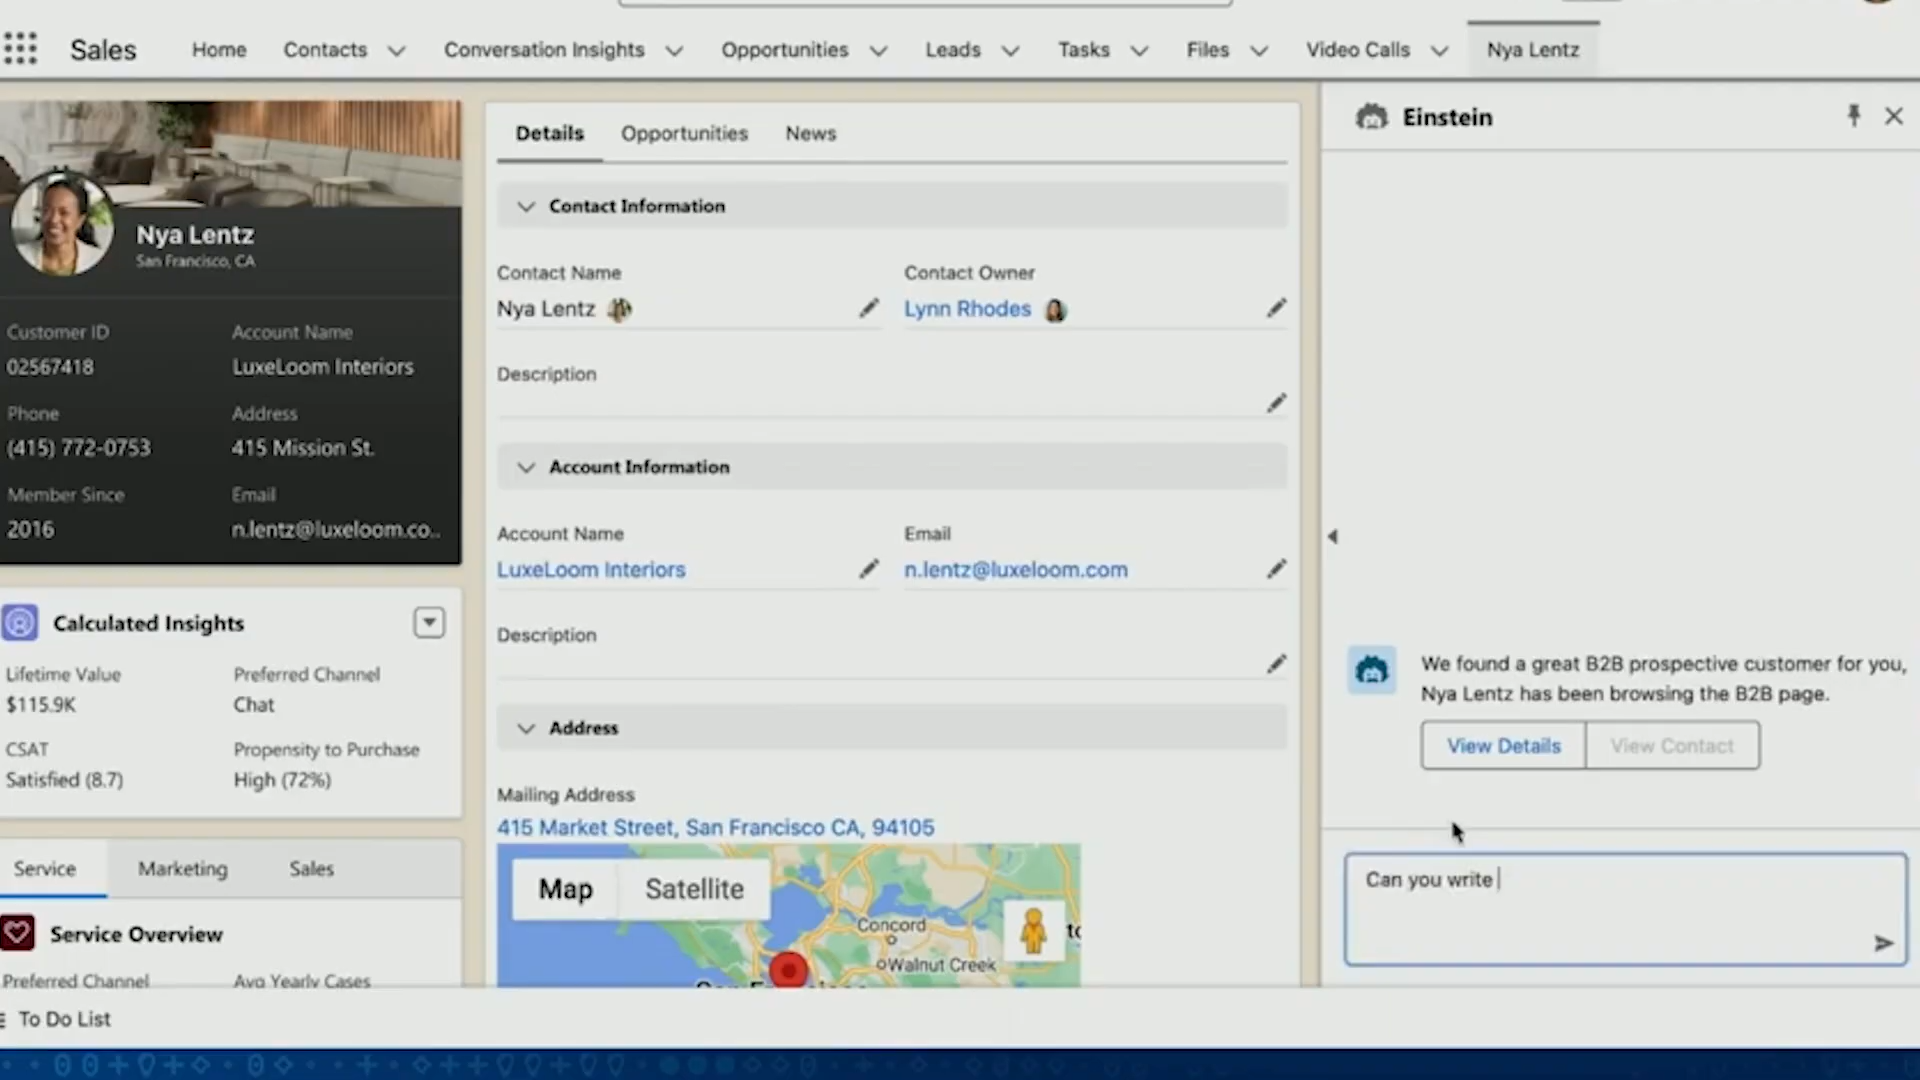 Sales
Home
Contacts
Conversation Insights
Opportunities
Leads
Tasks
Files
Video Calls
Nya Lentz
Nya Lentz
San Francisco, CA
Customer ID
Account Name
02567418
LuxeLoom Interiors
Phone
Address
(415) 772-0753
415 Mission St.
Member Since
Email
2016
n.lentz@luxeloom.co..
Calculated Insights
Lifetime Value
Preferred Channel
$115.9K
Chat
CSAT
Propensity to Purchase
Satisfied (8.7)
High (72%)
Service
Marketing
Sales
Service Overview
Preferred Channel
Avg Yearly Cases
Details
Opportunities
News
Contact Information
Contact Name
Contact Owner
Nya Lentz
Lynn Rhodes
Description
Account Information
Account Name
Email
LuxeLoom Interiors
n.lentz@luxeloom.com
Description
Address
Mailing Address
415 Market Street, San Francisco CA, 94105
Map
Satellite
Concord
Walnut Creek
Einstein
We found a great B2B prospective customer for you,
Nya Lentz has been browsing the B2B page.
View Details
View Contact
Can you write
To Do List